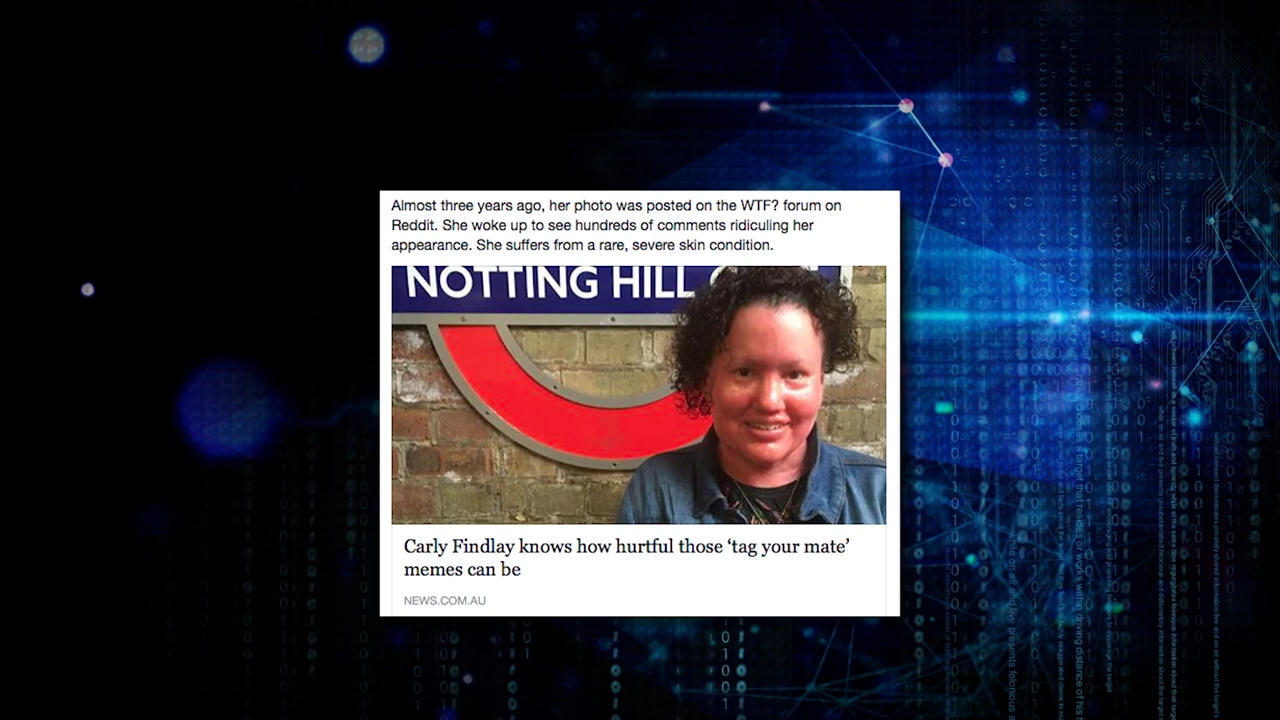 Almost three years ago, her photo was posted on the WTF? forum on
Reddit. She woke up to see hundreds of comments ridiculing her
appearance. She suffers from a rare, severe skin condition.
NOTTING HILL
Carly Findlay knows how hurtful those ‘tag your mate’
memes can be
NEWS.COM.AU